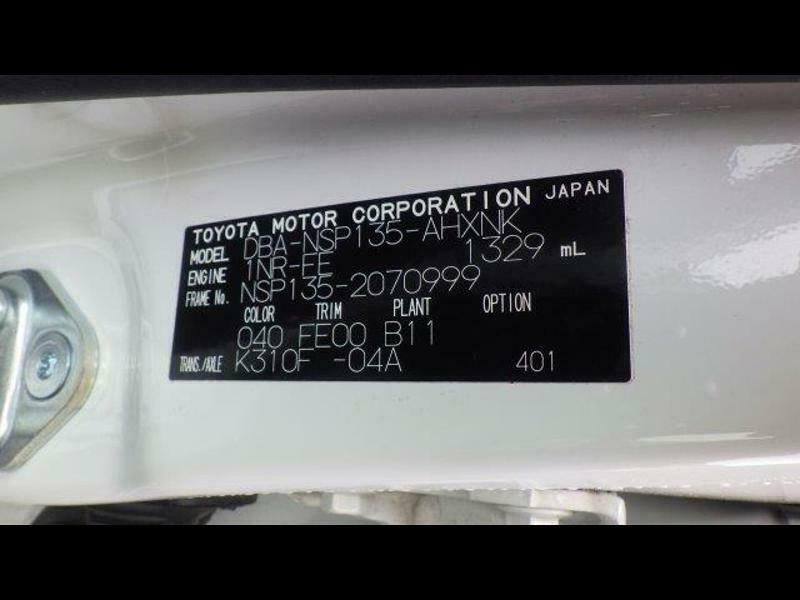 TOYOTA MOTOR CORPORATION JAPAN
MODEL DBA-NSP135-AHXNK
ENGINE 1NR-FE 1329 mL
FRAME No. NSP135-2070999
COLOR TRIM PLANT OPTION
040 FE00 B11
TRANS./AXLE K310F -04A 401